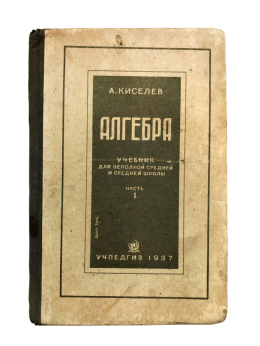 А. КИСЕЛЕВ
АЛГЕБРА
УЧЕБНИК
ДЛЯ НЕПОЛНОЙ СРЕДНЕЙ
И СРЕДНЕЙ ШКОЛЫ
ЧАСТЬ
I
УЧПЕДГИЗ 1937